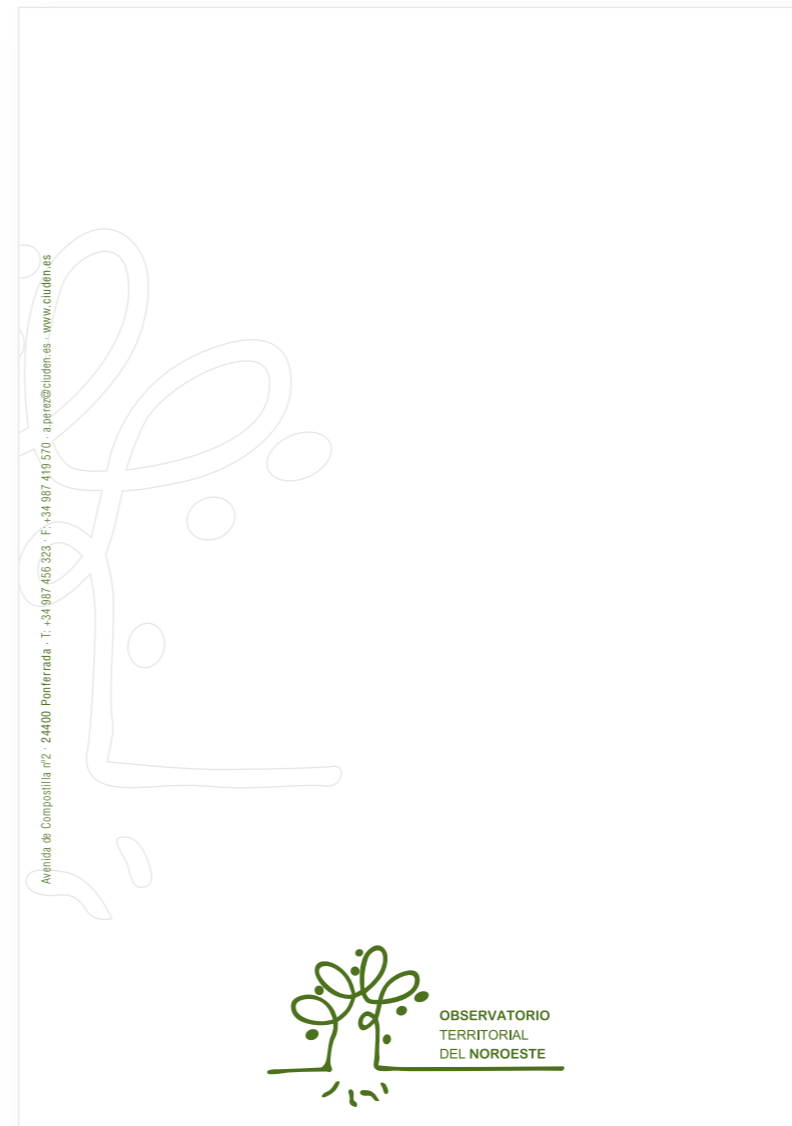 Avenida de Compostilla nº2 · 24400 Ponferrada · T: +34 987 456 323 · F: +34 987 419 570 · a.perez@ciuden.es · www.ciuden.es
OBSERVATORIO
TERRITORIAL
DEL NOROESTE